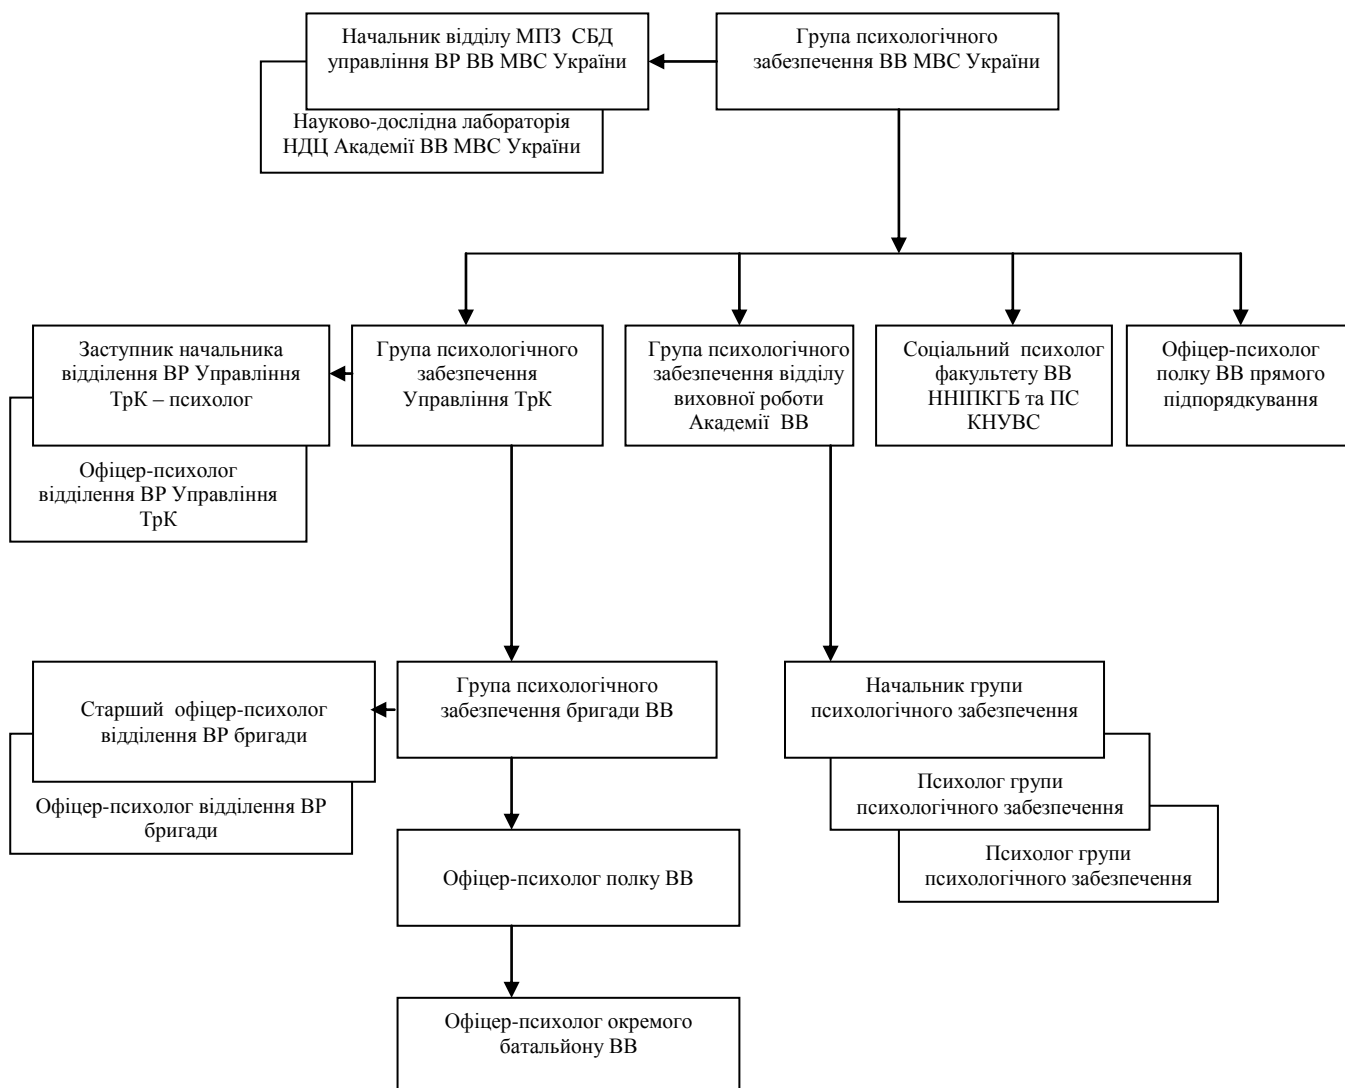 Начальник відділу МПЗ СБД
управління ВР ВВ МВС України
Група психологічного
забезпечення ВВ МВС України
Науково-дослідна лабораторія
НДЦ Академії ВВ МВС України
Заступник начальника
відділення ВР Управління
ТрК – психолог
Група психологічного
забезпечення
Управління ТрК
Група психологічного
забезпечення відділу
виховної роботи
Академії ВВ
Соціальний психолог
факультету ВВ
ННІПКГБ та ПС
КНУВС
Офіцер-психолог
полку ВВ прямого
підпорядкування
Офіцер-психолог
відділення ВР Управління
ТрК
Старший офіцер-психолог
відділення ВР бригади
Група психологічного
забезпечення бригади ВВ
Начальник групи
психологічного забезпечення
Офіцер-психолог відділення ВР
бригади
Психолог групи
психологічного забезпечення
Психолог групи
психологічного забезпечення
Офіцер-психолог полку ВВ
Офіцер-психолог окремого
батальйону ВВ